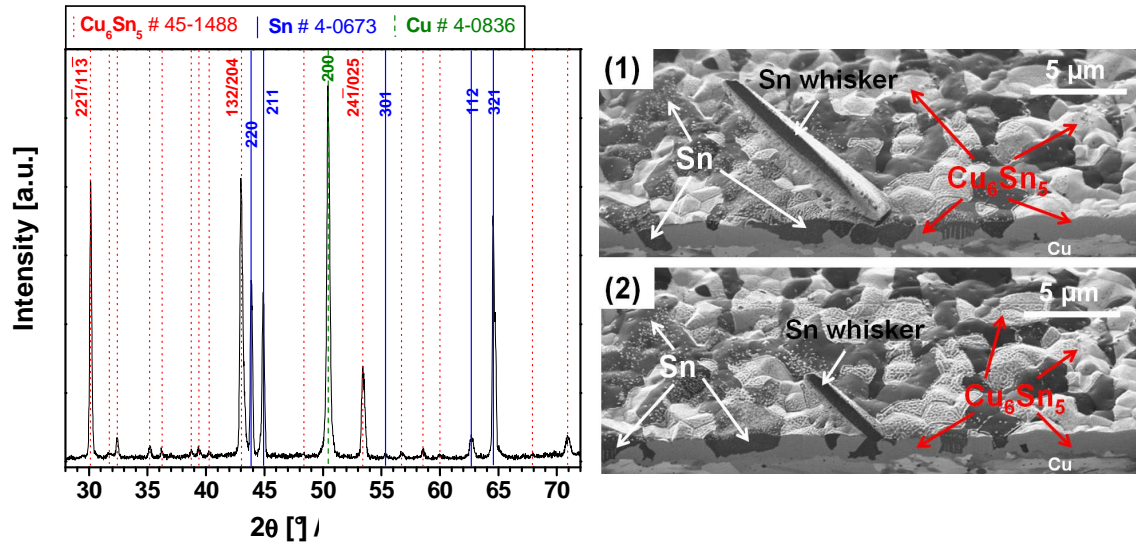 Cu6Sn5 # 45-1488 Sn # 4-0673 Cu # 4-0836
Intensity [a.u.]
221̄/113̄
132/204
220
211
200
241̄/025
301
112
321
30 35 40 45 50 55 60 65 70
2θ [°] /
(1)
Sn whisker
5 µm
Sn
Cu6Sn5
Cu
(2)
5 µm
Sn whisker
Sn
Cu6Sn5
Cu